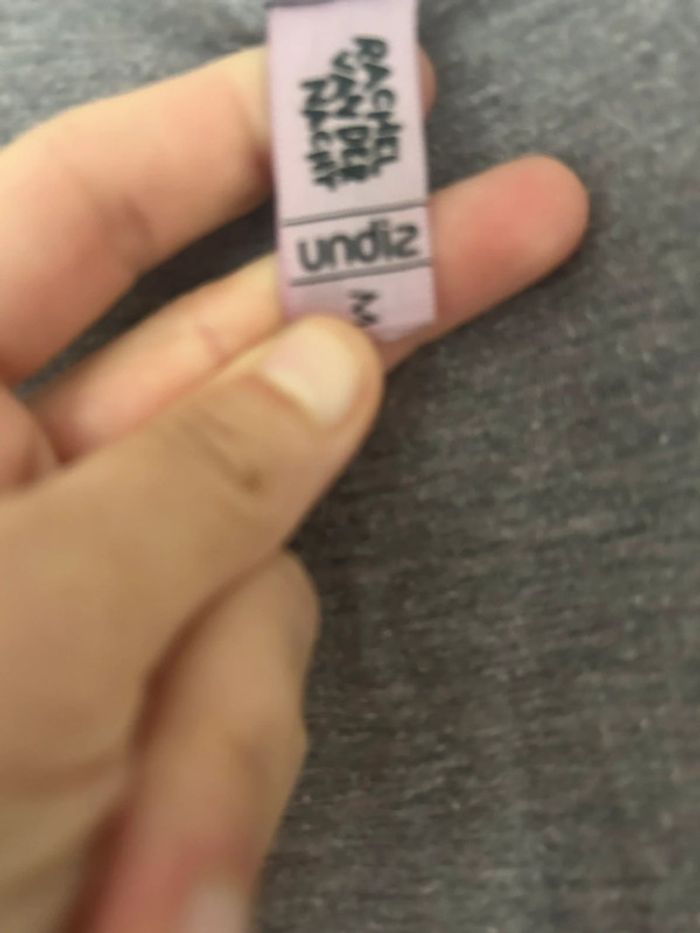 RACHEL
VAN DER
NACHT
undiz
M